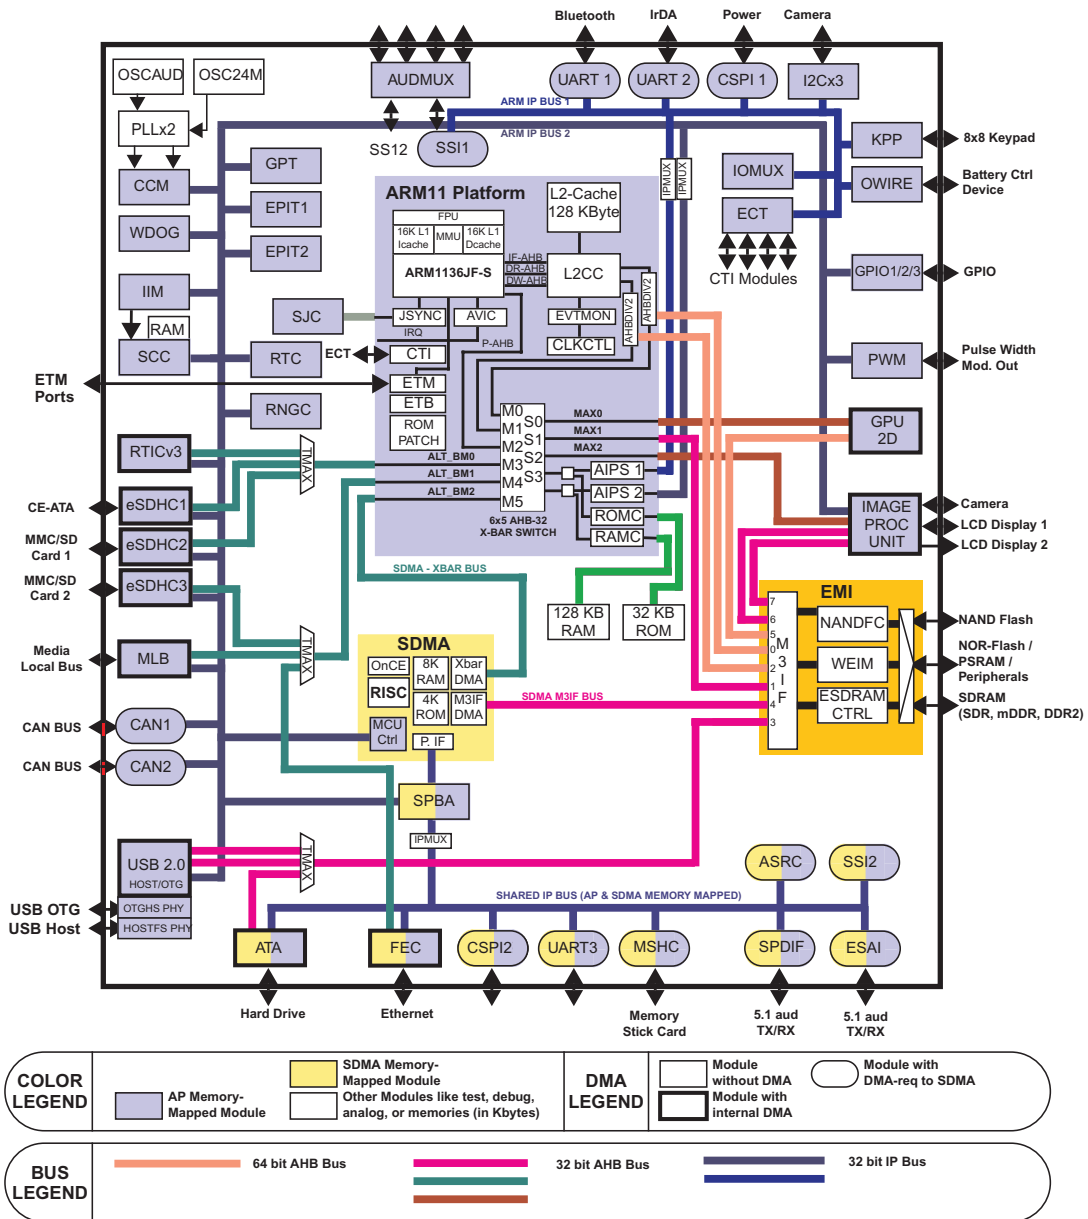 Bluetooth
IrDA
Power
Camera
OSCAUD
OSC24M
AUDMUX
UART 1
UART 2
CSPI 1
I2Cx3
ARM IP BUS 1
PLLx2
ARM IP BUS 2
SS12
SSI1
KPP
8x8 Keypad
GPT
IPMUX
IPMUX
IOMUX
CCM
ARM11 Platform
L2-Cache
128 KByte
OWIRE
Battery Ctrl
Device
EPIT1
ECT
FPU
WDOG
16K L1
Icache
MMU
16K L1
Dcache
EPIT2
IF-AHB
DR-AHB
DW-AHB
ARM1136JF-S
L2CC
CTI Modules
GPIO1/2/3
GPIO
IIM
AHBDIV2
AHBDIV2
SJC
JSYNC
AVIC
EVTMON
RAM
IRQ
P-AHB
CLKCTL
SCC
RTC
ECT
CTI
PWM
Pulse Width
Mod. Out
ETM
Ports
ETM
ETB
RNGC
ROM
PATCH
M0
M1
M2
M3
M4
M5
S0
S1
S2
S3
MAX0
MAX1
MAX2
GPU
2D
RTICv3
TMAX
ALT_BM0
ALT_BM1
ALT_BM2
AIPS 1
AIPS 2
ROMC
RAMC
CE-ATA
eSDHC1
6x5 AHB-32
X-BAR SWITCH
IMAGE
PROC
UNIT
Camera
LCD Display 1
LCD Display 2
MMC/SD
Card 1
eSDHC2
MMC/SD
Card 2
eSDHC3
SDMA - XBAR BUS
128 KB
RAM
32 KB
ROM
EMI
7
6
5
0
2
1
4
3
M
3
I
F
NANDFC
WEIM
ESDRAM
CTRL
NAND Flash
NOR-Flash /
PSRAM /
Peripherals
SDRAM
(SDR, mDDR, DDR2)
Media
Local Bus
MLB
TMAX
SDMA
OnCE
RISC
8K
RAM
Xbar
DMA
4K
ROM
M3IF
DMA
MCU
Ctrl
P. IF
SDMA M3IF BUS
CAN BUS
CAN1
CAN BUS
CAN2
SPBA
IPMUX
USB 2.0
HOST/OTG
TMAX
ASRC
SSI2
SHARED IP BUS (AP & SDMA MEMORY MAPPED)
USB OTG
OTGHS PHY
USB Host
HOSTFS PHY
ATA
FEC
CSPI2
UART3
MSHC
SPDIF
ESAI
Hard Drive
Ethernet
Memory
Stick Card
5.1 aud
TX/RX
5.1 aud
TX/RX
COLOR
LEGEND
AP Memory-
Mapped Module
SDMA Memory-
Mapped Module
Other Modules like test, debug,
analog, or memories (in Kbytes)
DMA
LEGEND
Module
without DMA
Module with
internal DMA
Module with
DMA-req to SDMA
BUS
LEGEND
64 bit AHB Bus
32 bit AHB Bus
32 bit IP Bus